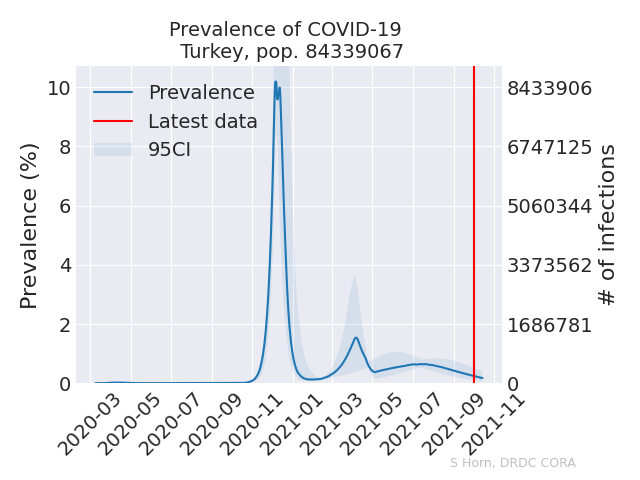 Prevalence of COVID-19
Turkey, pop. 84339067
Prevalence (%)
10
8
6
4
2
0
Prevalence
Latest data
95CI
8433906
6747125
5060344
3373562
1686781
0
# of infections
2020-03
2020-05
2020-07
2020-09
2020-11
2021-01
2021-03
2021-05
2021-07
2021-09
2021-11
S Horn, DRDC CORA